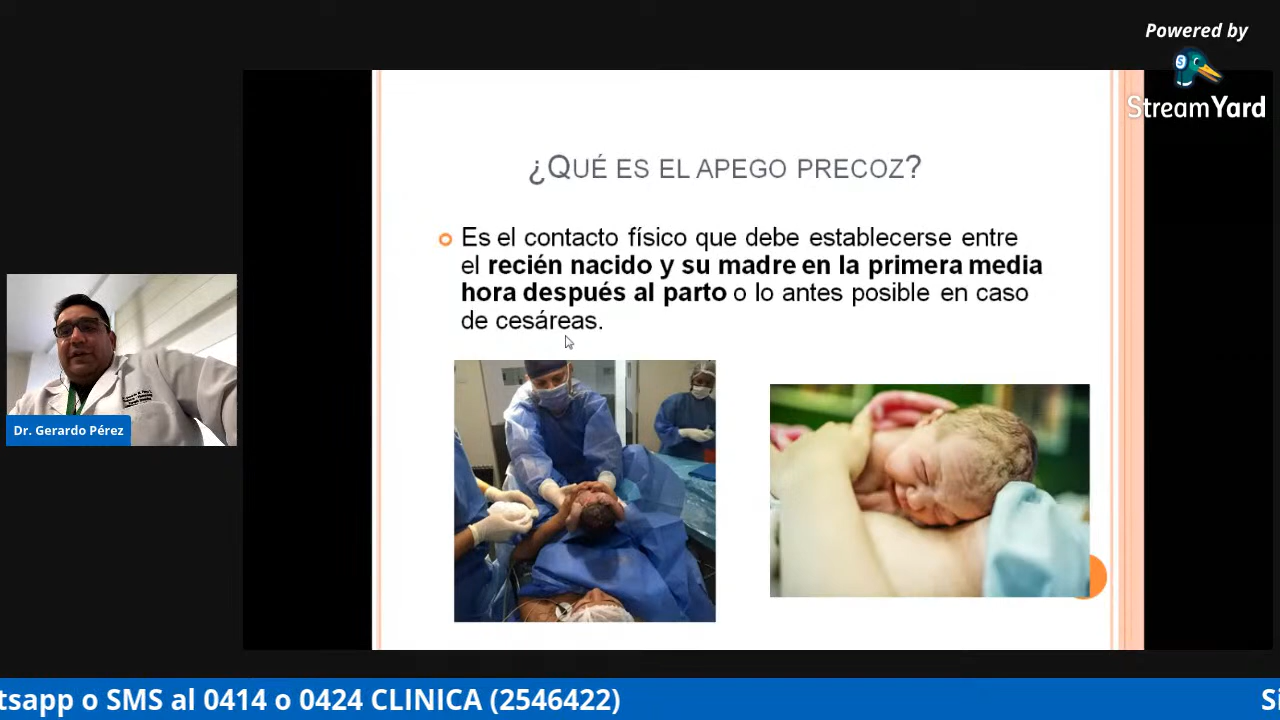 Powered by
StreamYard
¿QUÉ ES EL APEGO PRECOZ?
Es el contacto físico que debe establecerse entre
el recién nacido y su madre en la primera media
hora después al parto o lo antes posible en caso
de cesáreas.
Dr. Gerardo Pérez
tsapp o SMS al 0414 o 0424 CLINICA (2546422)